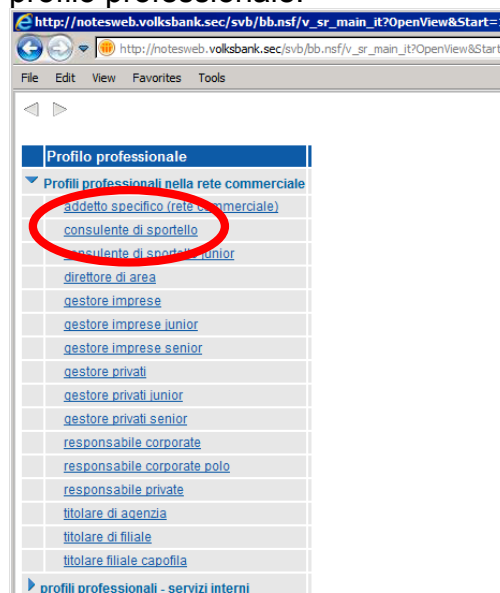 profilo professionale.
http://notesweb.volksbank.sec/svb/bb.nsf/v_sr_main_it?OpenView&Start=
http://notesweb.volksbank.sec/svb/bb.nsf/v_sr_main_it?OpenView&Start
File Edit View Favorites Tools
Profilo professionale
Profili professionali nella rete commerciale
addetto specifico (rete commerciale)
consulente di sportello
consulente di sportello junior
direttore di area
gestore imprese
gestore imprese junior
gestore imprese senior
gestore privati
gestore privati junior
gestore privati senior
responsabile corporate
responsabile corporate polo
responsabile private
titolare di agenzia
titolare di filiale
titolare filiale capofila
profili professionali - servizi interni